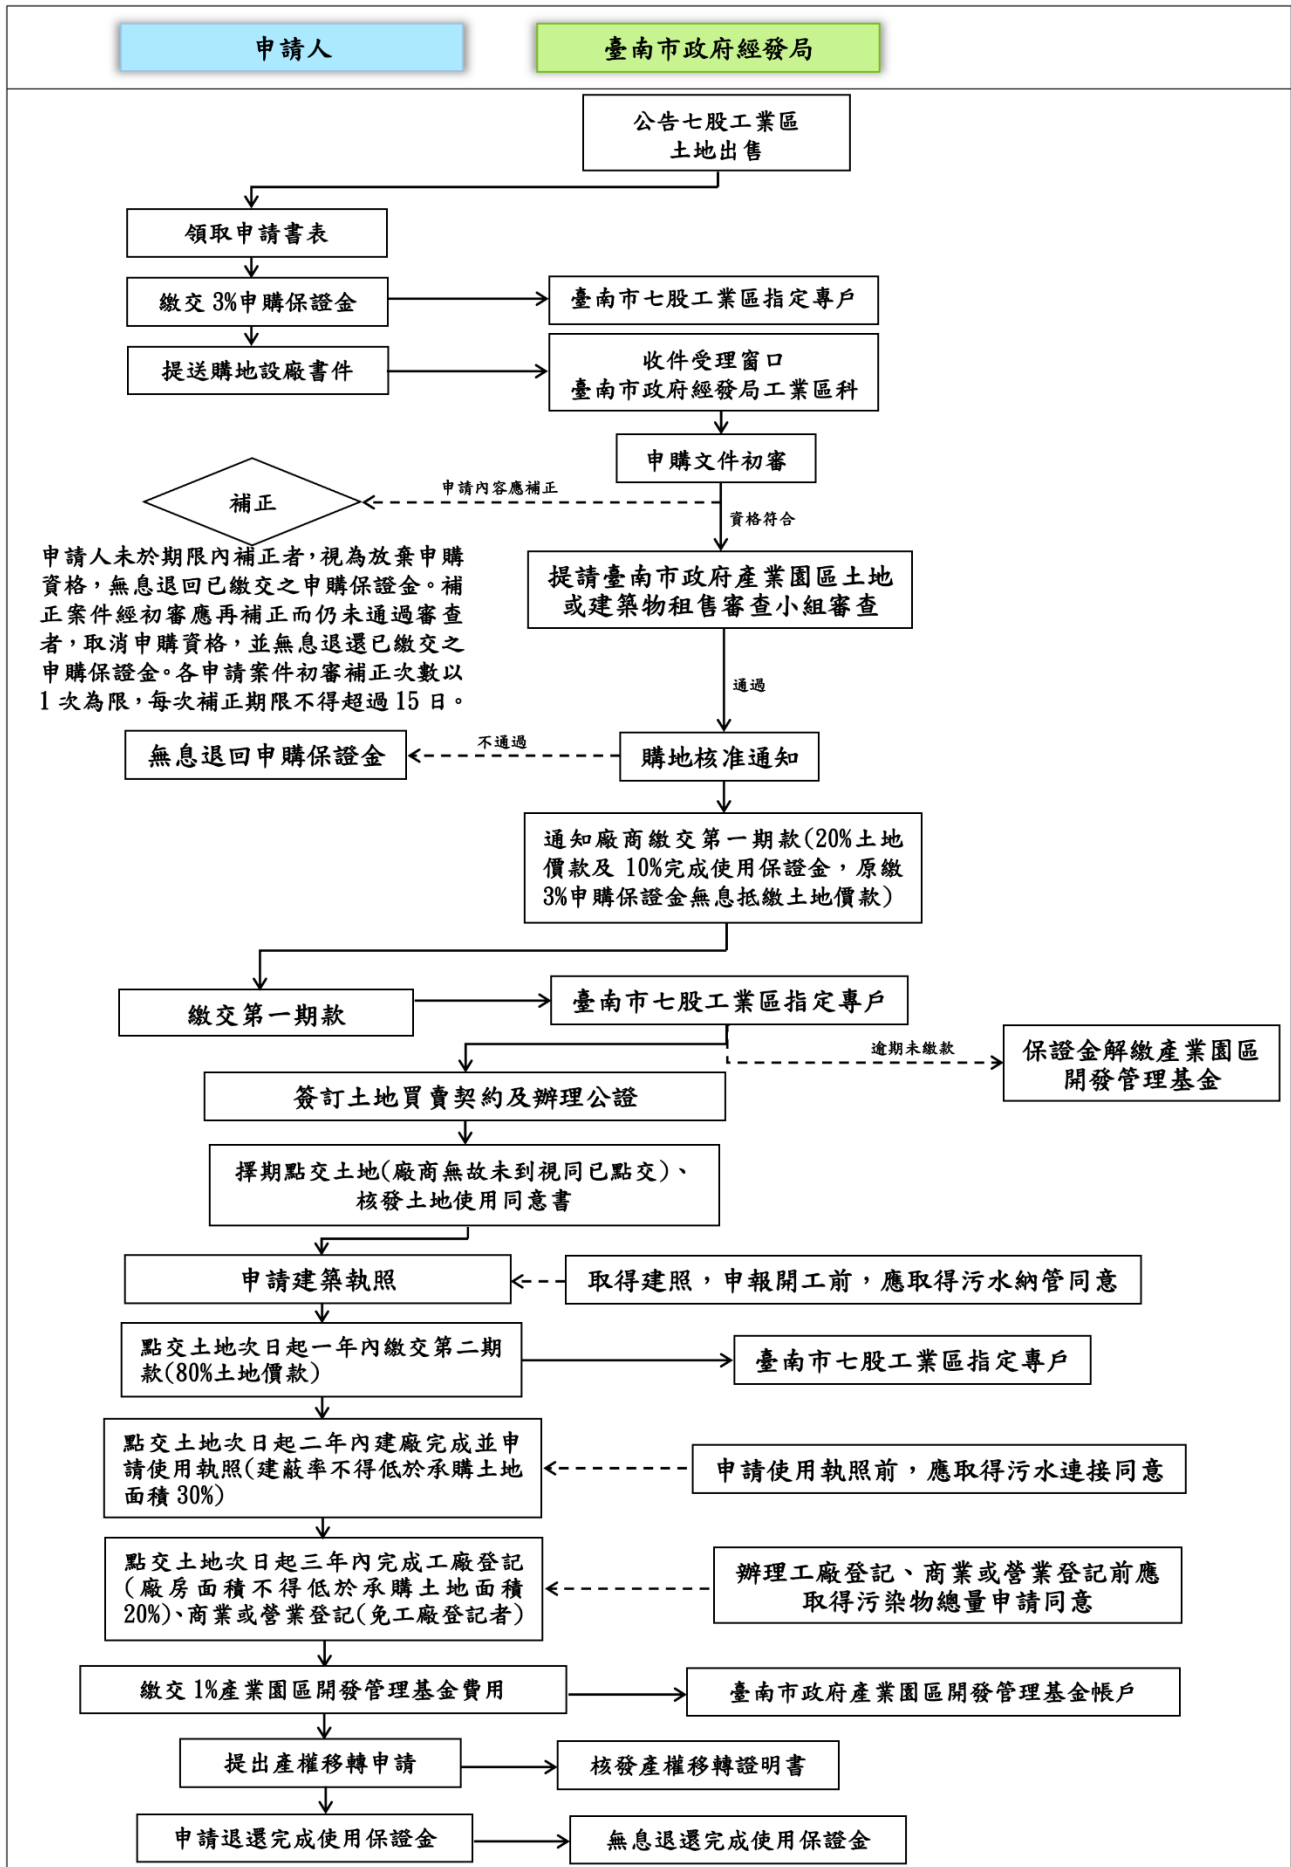 申請人
臺南市政府經發局
公告七股工業區
土地出售
領取申請書表
繳交 3%申購保證金
臺南市七股工業區指定專戶
提送購地設廠書件
收件受理窗口
臺南市政府經發局工業區科
申購文件初審
申請內容應補正
補正
資格符合
申請人未於期限內補正者，視為放棄申購
資格，無息退回已繳交之申購保證金。補
正案件經初審應再補正而仍未通過審查
者，取消申購資格，並無息退還已繳交之
申購保證金。各申請案件初審補正次數以
1 次為限，每次補正期限不得超過 15 日。
提請臺南市政府產業園區土地
或建築物租售審查小組審查
通過
無息退回申購保證金
不通過
購地核准通知
通知廠商繳交第一期款(20%土地
價款及 10%完成使用保證金，原繳
3%申購保證金無息抵繳土地價款)
繳交第一期款
臺南市七股工業區指定專戶
逾期未繳款
保證金解繳產業園區
開發管理基金
簽訂土地買賣契約及辦理公證
擇期點交土地(廠商無故未到視同已點交)、
核發土地使用同意書
申請建築執照
取得建照，申報開工前，應取得污水納管同意
點交土地次日起一年內繳交第二期
款(80%土地價款)
臺南市七股工業區指定專戶
點交土地次日起二年內建廠完成並申
請使用執照(建蔽率不得低於承購土地
面積 30%)
申請使用執照前，應取得污水連接同意
點交土地次日起三年內完成工廠登記
(廠房面積不得低於承購土地面積
20%)、商業或營業登記(免工廠登記者)
辦理工廠登記、商業或營業登記前應
取得污染物總量申請同意
繳交 1%產業園區開發管理基金費用
臺南市政府產業園區開發管理基金帳戶
提出產權移轉申請
核發產權移轉證明書
申請退還完成使用保證金
無息退還完成使用保證金